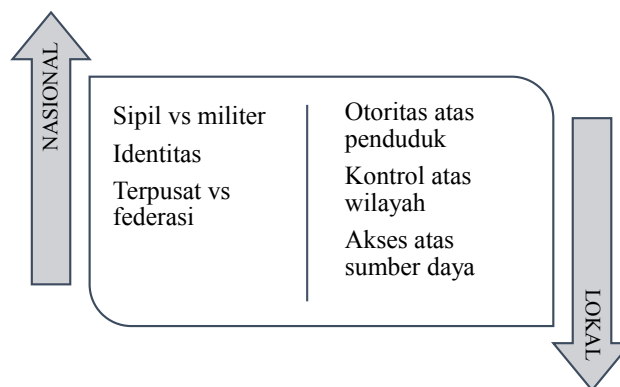 NASIONAL
Sipil vs militer
Identitas
Terpusat vs
federasi
Otoritas atas
penduduk
Kontrol atas
wilayah
Akses atas
sumber daya
LOKAL